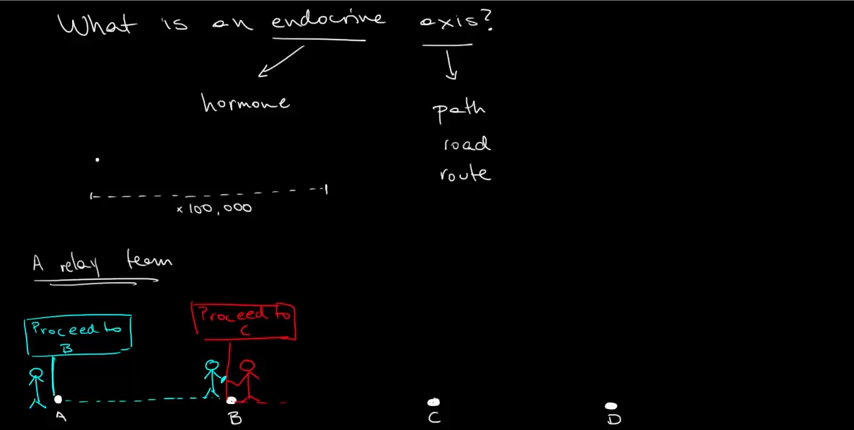 What is an endocrine axis?
hormone
path
road
route
×100,000
A relay team
Proceed to
B
Proceed to
C
A
B
C
D